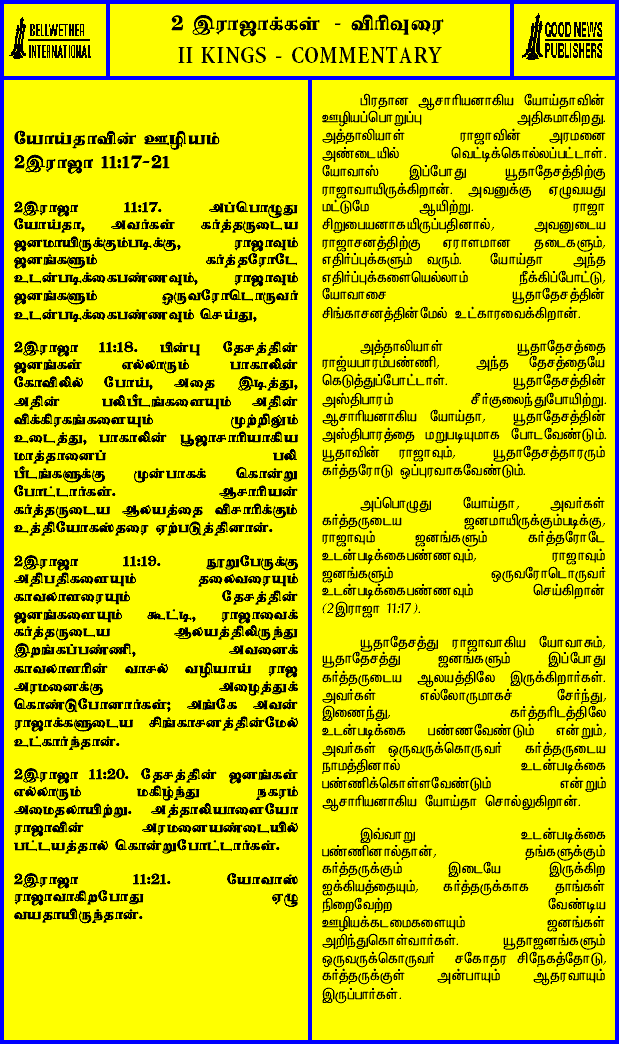 BELLWETHER
INTERNATIONAL
2 இராஜாக்கள் - விரிவுரை
II KINGS - COMMENTARY
GOOD NEWS
PUBLISHERS
யோய்தாவின் ஊழியம்
2இராஜா 11:17-21
2இராஜா 11:17. அப்பொழுது
யோய்தா, அவர்கள் கர்த்தருடைய
ஜனமாயிருக்கும்படிக்கு, ராஜாவும்
ஜனங்களும் கர்த்தரோடே
உடன்படிக்கைபண்ணவும், ராஜாவும்
ஜனங்களும் ஒருவரோடொருவர்
உடன்படிக்கைபண்ணவும் செய்து,
2இராஜா 11:18. பின்பு தேசத்தின்
ஜனங்கள் எல்லாரும் பாகாலின்
கோவிலில் போய், அதை இடித்து,
அதின் பலிபீடங்களையும் அதின்
விக்கிரகங்களையும் முற்றிலும்
உடைத்து, பாகாலின் பூஜாசாரியாகிய
மாத்தானைப் பலி
பீடங்களுக்கு முன்பாகக் கொன்று
போட்டார்கள். ஆசாரியன்
கர்த்தருடைய ஆலயத்தை விசாரிக்கும்
உத்தியோகஸ்தரை ஏற்படுத்தினான்.
2இராஜா 11:19. நூறுபேருக்கு
அதிபதிகளையும் தலைவரையும்
காவலாளரையும் தேசத்தின்
ஜனங்களையும் கூட்டி, ராஜாவைக்
கர்த்தருடைய ஆலயத்திலிருந்து
இறங்கப்பண்ணி, அவனைக்
காவலாளரின் வாசல் வழியாய் ராஜ
அரமனைக்கு அழைத்துக்
கொண்டுபோனார்கள்; அங்கே அவன்
ராஜாக்களுடைய சிங்காசனத்தின்மேல்
உட்கார்ந்தான்.
2இராஜா 11:20. தேசத்தின் ஜனங்கள்
எல்லாரும் மகிழ்ந்து நகரம்
அமைதலாயிற்று. அத்தாலியாளையோ
ராஜாவின் அரமனையண்டையில்
பட்டயத்தால் கொன்றுபோட்டார்கள்.
2இராஜா 11:21. யோவாஸ்
ராஜாவாகிறபோது ஏழு
வயதாயிருந்தான்.
பிரதான ஆசாரியனாகிய யோய்தாவின்
ஊழியப்பொறுப்பு அதிகமாகிறது.
அத்தாலியாள் ராஜாவின் அரமனை
அண்டையில் வெட்டிக்கொல்லப்பட்டாள்.
யோவாஸ் இப்போது யூதாதேசத்திற்கு
ராஜாவாயிருக்கிறான். அவனுக்கு ஏழுவயது
மட்டுமே ஆயிற்று. ராஜா
சிறுபையனாகயிருப்பதினால், அவனுடைய
ராஜாசனத்திற்கு ஏராளமான தடைகளும்,
எதிர்ப்புக்களும் வரும். யோய்தா அந்த
எதிர்ப்புக்களையெல்லாம் நீக்கிப்போட்டு,
யோவாசை யூதாதேசத்தின்
சிங்காசனத்தின்மேல் உட்காரவைக்கிறான்.
அத்தாலியாள் யூதாதேசத்தை
ராஜ்யபாரம்பண்ணி, அந்த தேசத்தையே
கெடுத்துப்போட்டாள். யூதாதேசத்தின்
அஸ்திபாரம் சீர்குலைந்துபோயிற்று.
ஆசாரியனாகிய யோய்தா, யூதாதேசத்தின்
அஸ்திபாரத்தை மறுபடியுமாக போடவேண்டும்.
யூதாவின் ராஜாவும், யூதாதேசத்தாரரும்
கர்த்தரோடு ஒப்புரவாகவேண்டும்.
அப்பொழுது யோய்தா, அவர்கள்
கர்த்தருடைய ஜனமாயிருக்கும்படிக்கு,
ராஜாவும் ஜனங்களும் கர்த்தரோடே
உடன்படிக்கைபண்ணவும், ராஜாவும்
ஜனங்களும் ஒருவரோடொருவர்
உடன்படிக்கைபண்ணவும் செய்கிறான்
(2இராஜா 11:17).
யூதாதேசத்து ராஜாவாகிய யோவாசும்,
யூதாதேசத்து ஜனங்களும் இப்போது
கர்த்தருடைய ஆலயத்திலே இருக்கிறார்கள்.
அவர்கள் எல்லோருமாகச் சேர்ந்து,
இணைந்து, கர்த்தரிடத்திலே
உடன்படிக்கை பண்ணவேண்டும் என்றும்,
அவர்கள் ஒருவருக்கொருவர் கர்த்தருடைய
நாமத்தினால் உடன்படிக்கை
பண்ணிக்கொள்ளவேண்டும் என்றும்
ஆசாரியனாகிய யோய்தா சொல்லுகிறான்.
இவ்வாறு உடன்படிக்கை
பண்ணினால்தான், தங்களுக்கும்
கர்த்தருக்கும் இடையே இருக்கிற
ஐக்கியத்தையும், கர்த்தருக்காக தாங்கள்
நிறைவேற்ற வேண்டிய
ஊழியக்கடமைகளையும் ஜனங்கள்
அறிந்துகொள்வார்கள். யூதாஜனங்களும்
ஒருவருக்கொருவர் சகோதர சிநேகத்தோடு,
கர்த்தருக்குள் அன்பாயும் ஆதரவாயும்
இருப்பார்கள்.